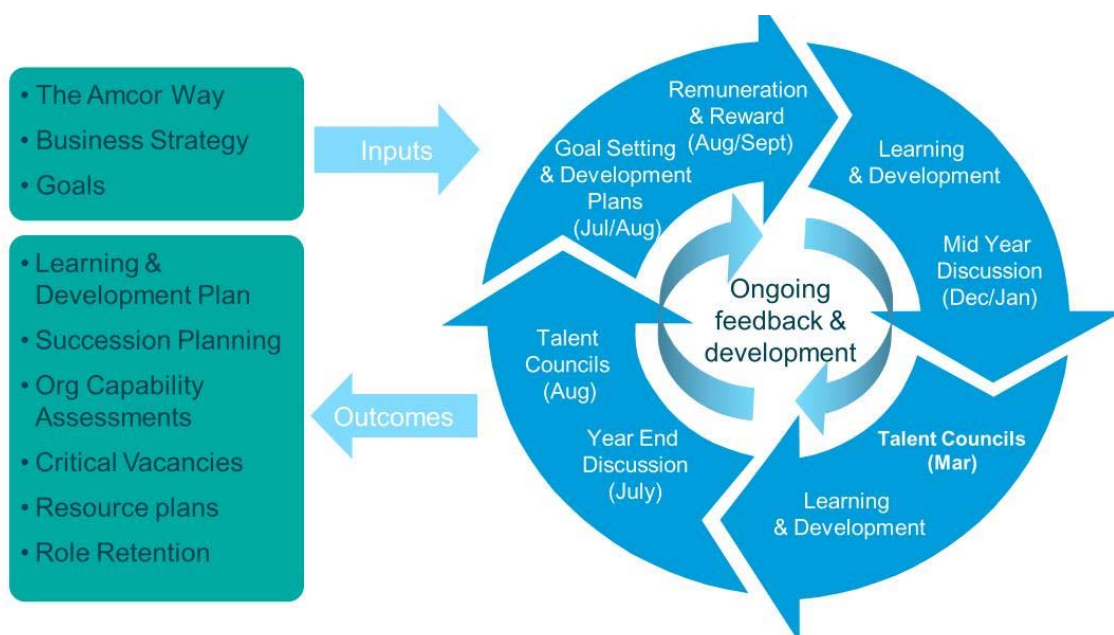 • The Amcor Way
• Business Strategy
• Goals
Inputs
• Learning &
Development Plan
• Succession Planning
• Org Capability
Assessments
• Critical Vacancies
• Resource plans
• Role Retention
Outcomes
Remuneration
& Reward
(Aug/Sept)
Goal Setting
& Development
Plans
(Jul/Aug)
Learning
& Development
Mid Year
Discussion
(Dec/Jan)
Talent Councils
(Mar)
Learning
& Development
Year End
Discussion
(July)
Talent
Councils
(Aug)
Ongoing
feedback &
development